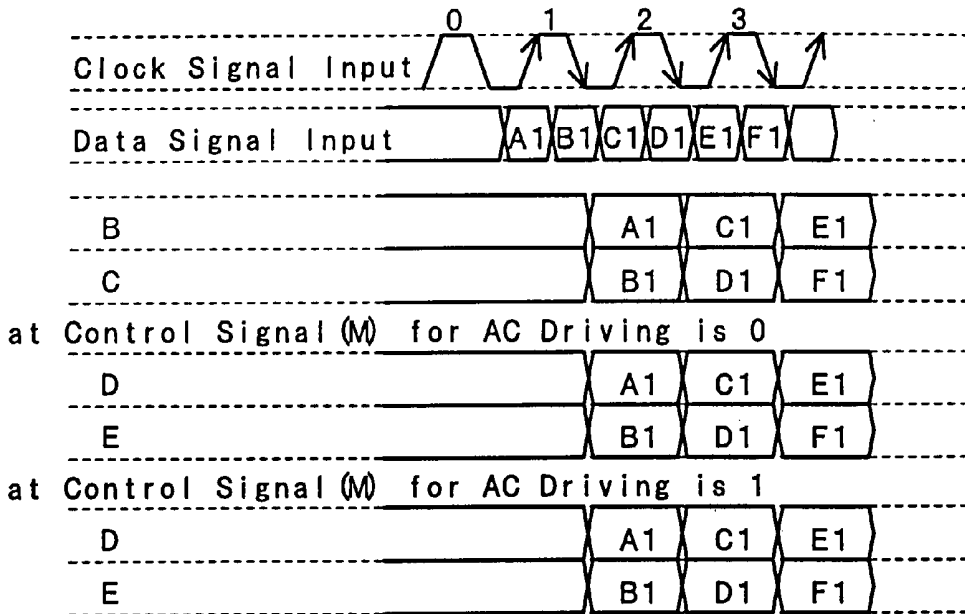 0 1 2 3
Clock Signal Input
Data Signal Input A1 B1 C1 D1 E1 F1
B A1 C1 E1
C B1 D1 F1
at Control Signal(M) for AC Driving is 0
D A1 C1 E1
E B1 D1 F1
at Control Signal(M) for AC Driving is 1
D A1 C1 E1
E B1 D1 F1